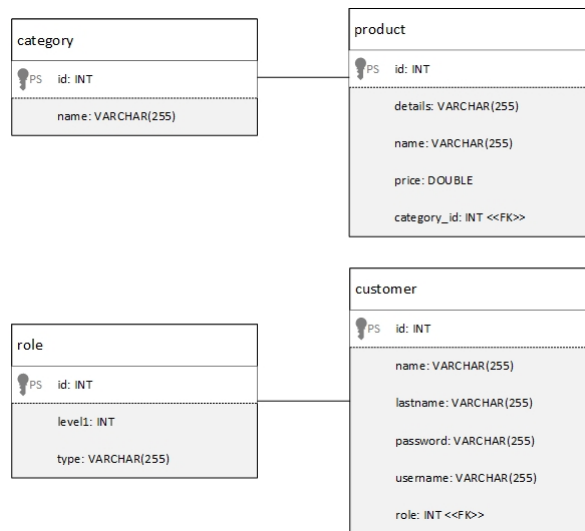 category
PS id: INT
name: VARCHAR(255)
product
PS id: INT
details: VARCHAR(255)
name: VARCHAR(255)
price: DOUBLE
category_id: INT <<FK>>
role
PS id: INT
level1: INT
type: VARCHAR(255)
customer
PS id: INT
name: VARCHAR(255)
lastname: VARCHAR(255)
password: VARCHAR(255)
username: VARCHAR(255)
role: INT <<FK>>